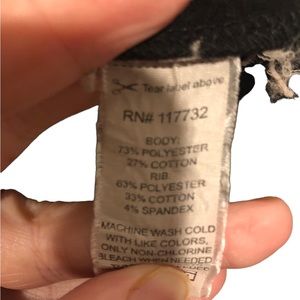 Tear label above
RN# 117732
BODY:
73% POLYESTER
27% COTTON
RIB:
63% POLYESTER
33% COTTON
4% SPANDEX
MACHINE WASH COLD
WITH LIKE COLORS,
ONLY NON-CHLORINE
BLEACH WHEN NEEDED